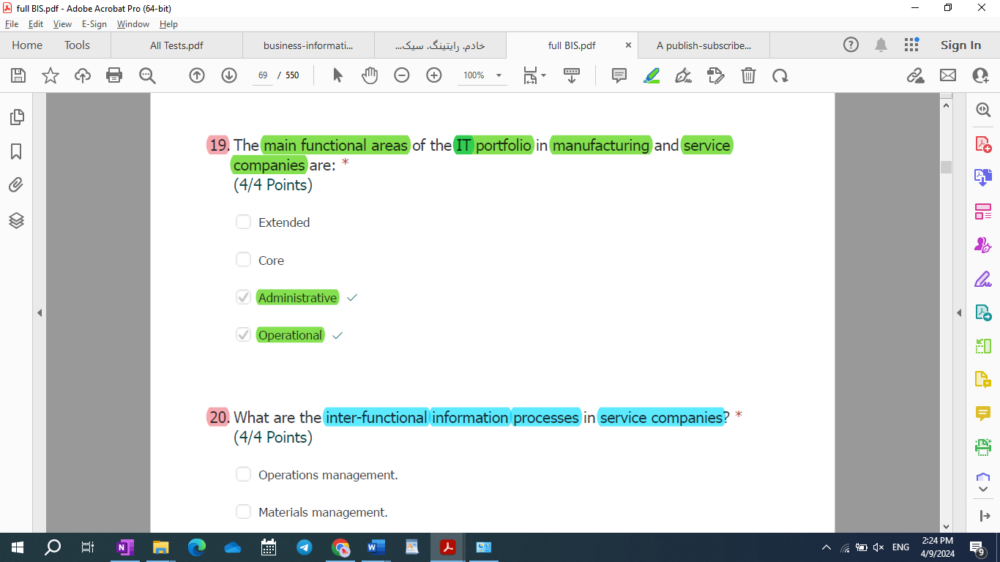 full BIS.pdf - Adobe Acrobat Pro (64-bit)
File Edit View E-Sign Window Help
Home Tools All Tests.pdf business-informati... خادم. رایتینگ. سیک... full BIS.pdf × A publish-subscribe... Sign In
69 / 550 100%
19. The main functional areas of the IT portfolio in manufacturing and service
companies are: *
(4/4 Points)
Extended
Core
Administrative
Operational
20. What are the inter-functional information processes in service companies? *
(4/4 Points)
Operations management.
Materials management.
ENG
2:24 PM
4/9/2024
9